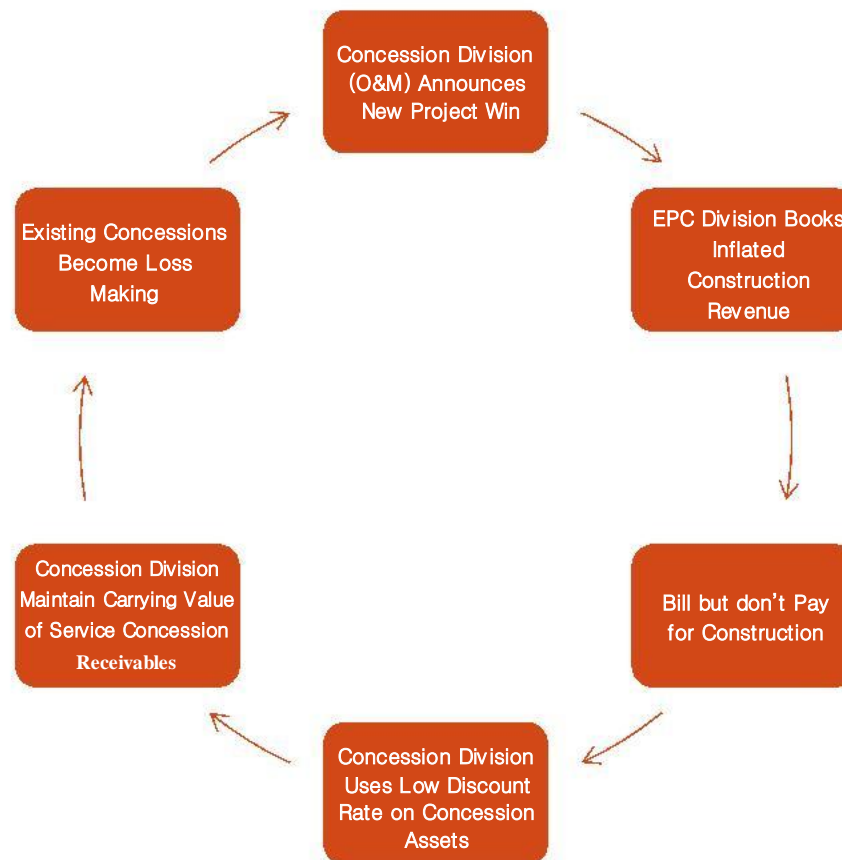 Concession Division
(O&M) Announces
New Project Win
EPC Division Books
Inflated
Construction
Revenue
Bill but don't Pay
for Construction
Concession Division
Uses Low Discount
Rate on Concession
Assets
Concession Division
Maintain Carrying Value
of Service Concession
Receivables
Existing Concessions
Become Loss
Making